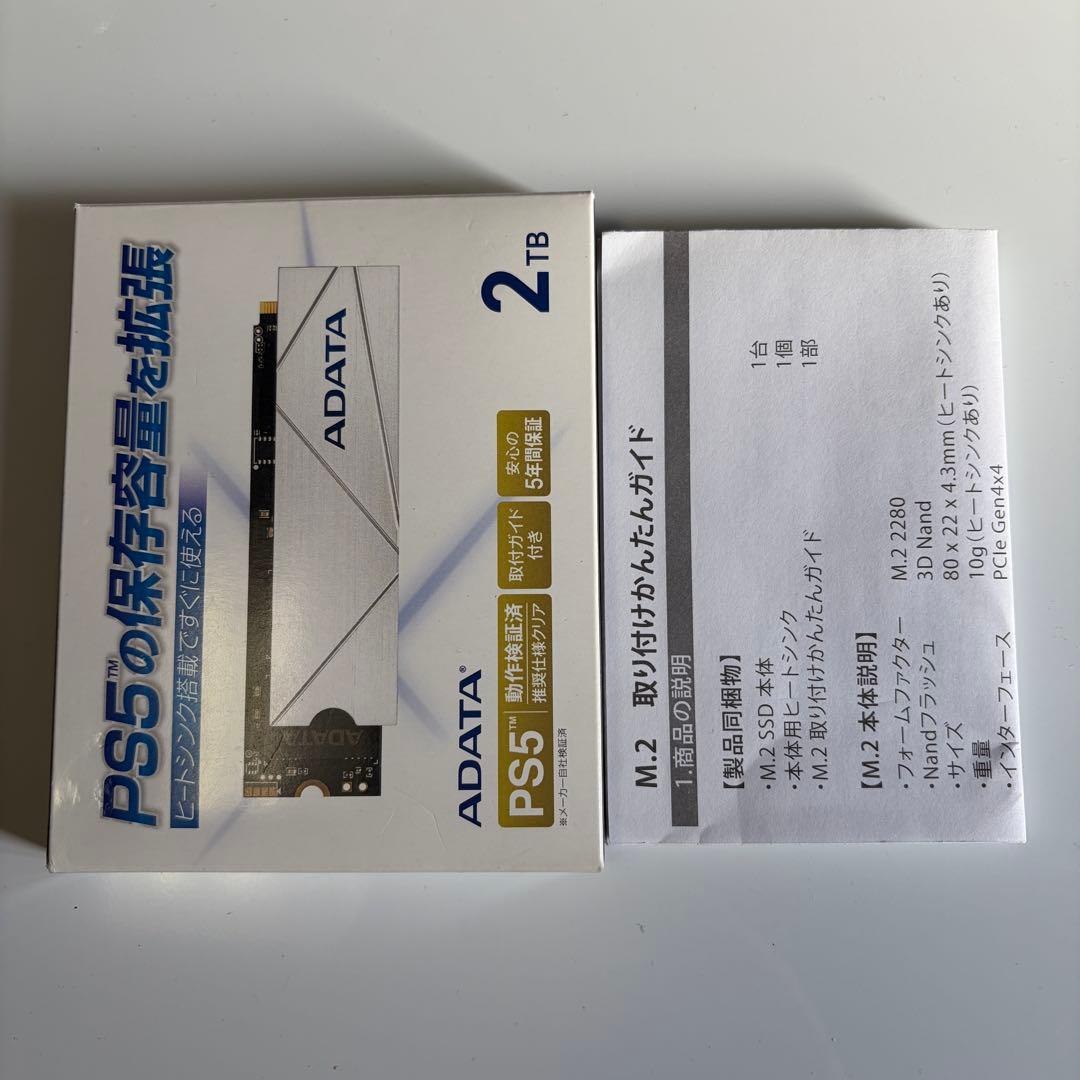 PS5™の保存容量を拡張
ヒートシンク搭載ですぐに使える
ADATA
ADATA
ADATA®
2TB
PS5™
動作検証済
推奨仕様クリア
取付ガイド
付き
安心の
5年間保証
※メーカー自社検証済
M.2 取り付けかんたんガイド
1.商品の説明
【製品同梱物】
・M.2 SSD 本体 1台
・本体用ヒートシンク 1個
・M.2 取り付けかんたんガイド 1部
【M.2 本体説明】
・フォームファクター M.2 2280
・Nandフラッシュ 3D Nand
・サイズ 80 x 22 x 4.3mm(ヒートシンクあり)
・重量 10g(ヒートシンクあり)
・インターフェース PCIe Gen4x4